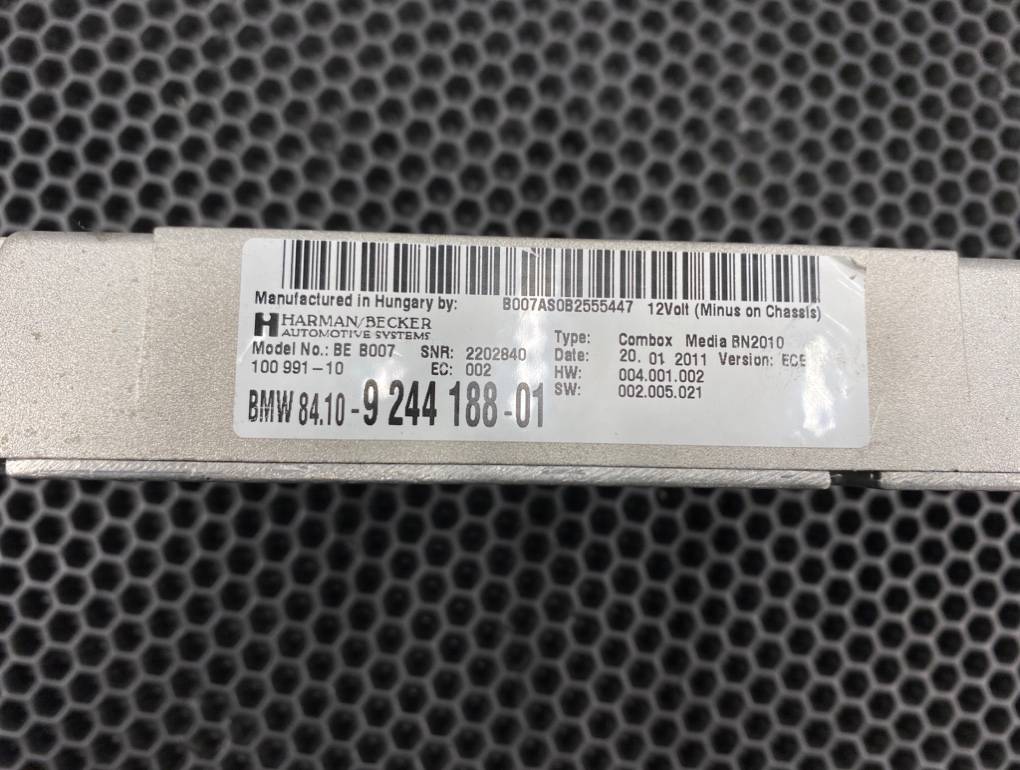 Manufactured in Hungary by: B007AS0B2555447 12Volt (Minus on Chassis)
HARMAN/BECKER
AUTOMOTIVE SYSTEMS
Type: Combox Media BN2010
Model No.: BE B007 SNR: 2202840 Date: 20. 01 2011 Version: ECE
100 991-10 EC: 002 HW: 004.001.002
SW: 002.005.021
BMW 84.10-9 244 188-01